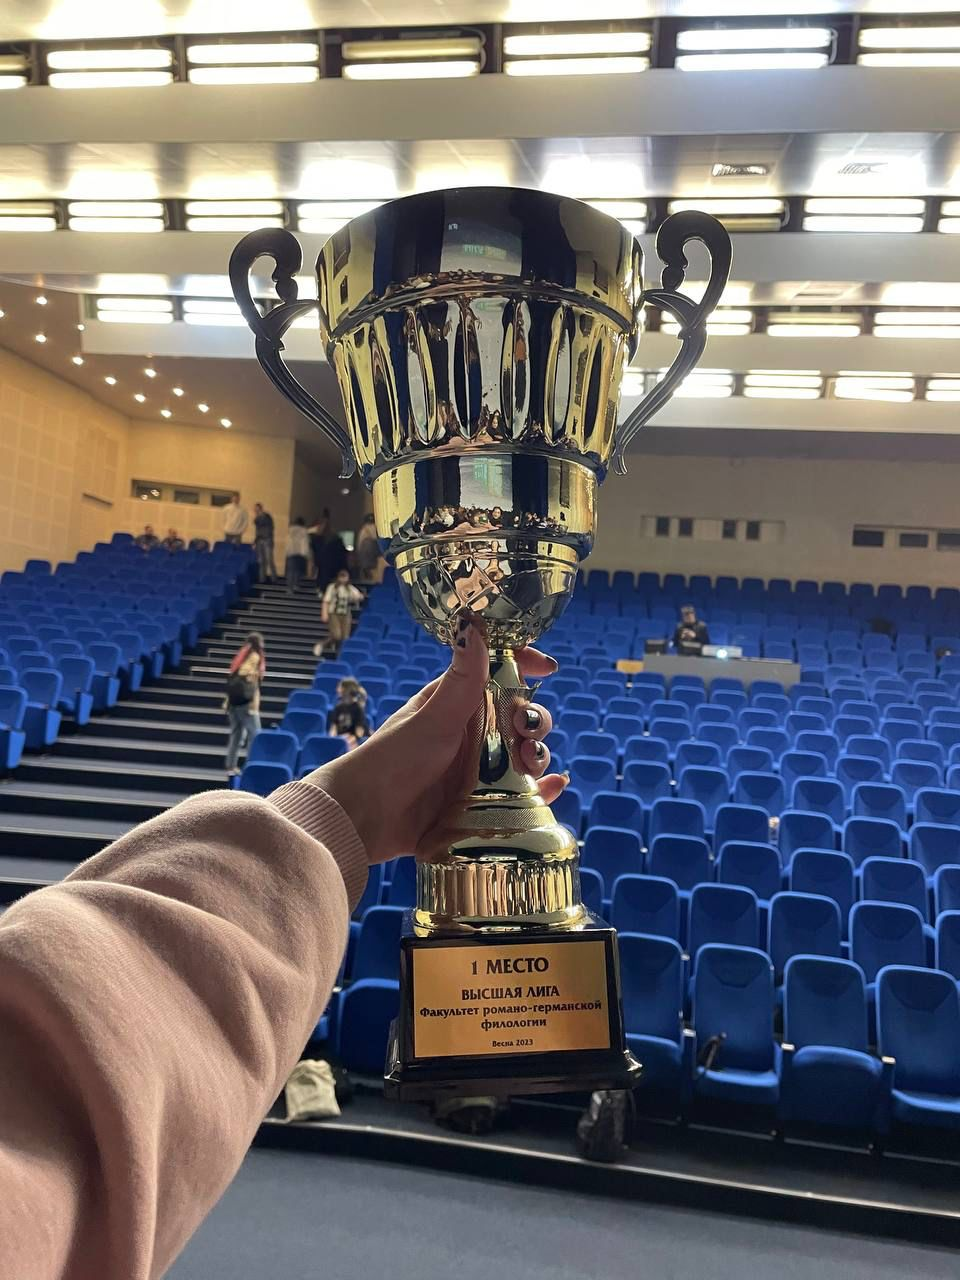 1 МЕСТО
ВЫСШАЯ ЛИГА
Факультет романо-германской
филологии
Весна 2023